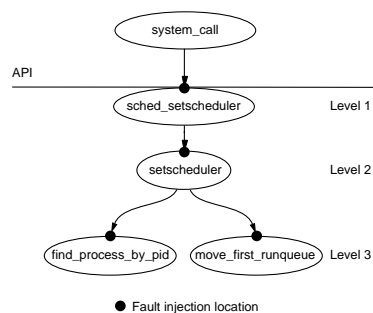 system_call
API
sched_setscheduler Level 1
setscheduler Level 2
find_process_by_pid move_first_runqueue Level 3
Fault injection location